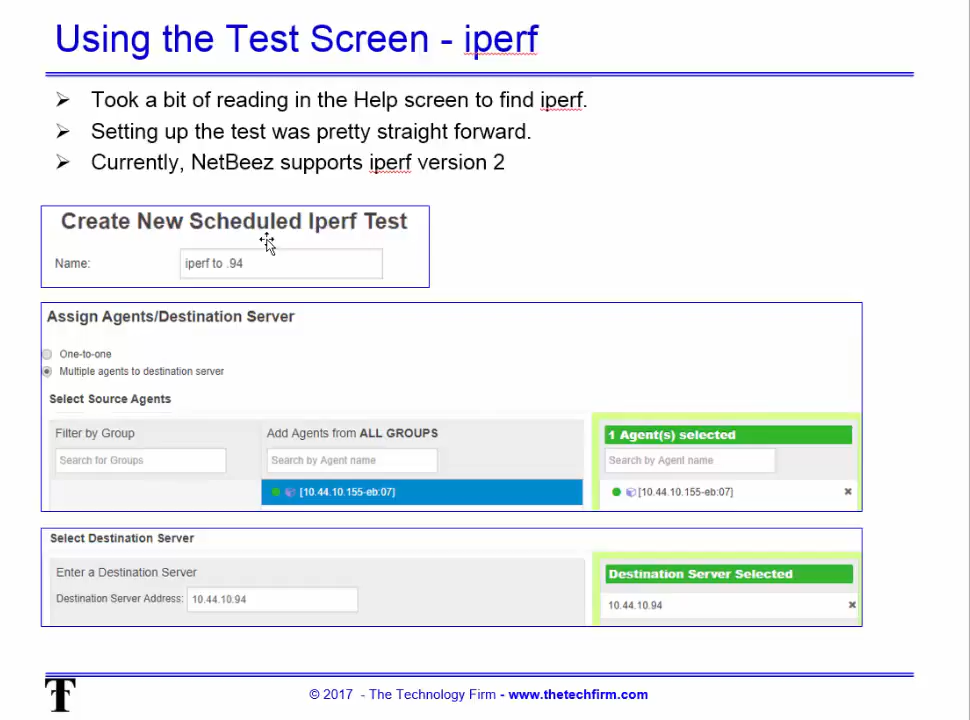 Using the Test Screen - iperf
Took a bit of reading in the Help screen to find iperf.
Setting up the test was pretty straight forward.
Currently, NetBeez supports iperf version 2
Create New Scheduled Iperf Test
Name: iperf to .94
Assign Agents/Destination Server
One-to-one
Multiple agents to destination server
Select Source Agents
Filter by Group Add Agents from ALL GROUPS 1 Agent(s) selected
Search for Groups Search by Agent name Search by Agent name
[10.44.10.155-eb:07] [10.44.10.155-eb:07]
Select Destination Server
Enter a Destination Server Destination Server Selected
Destination Server Address: 10.44.10.94 10.44.10.94
T © 2017 - The Technology Firm - www.thetechfirm.com